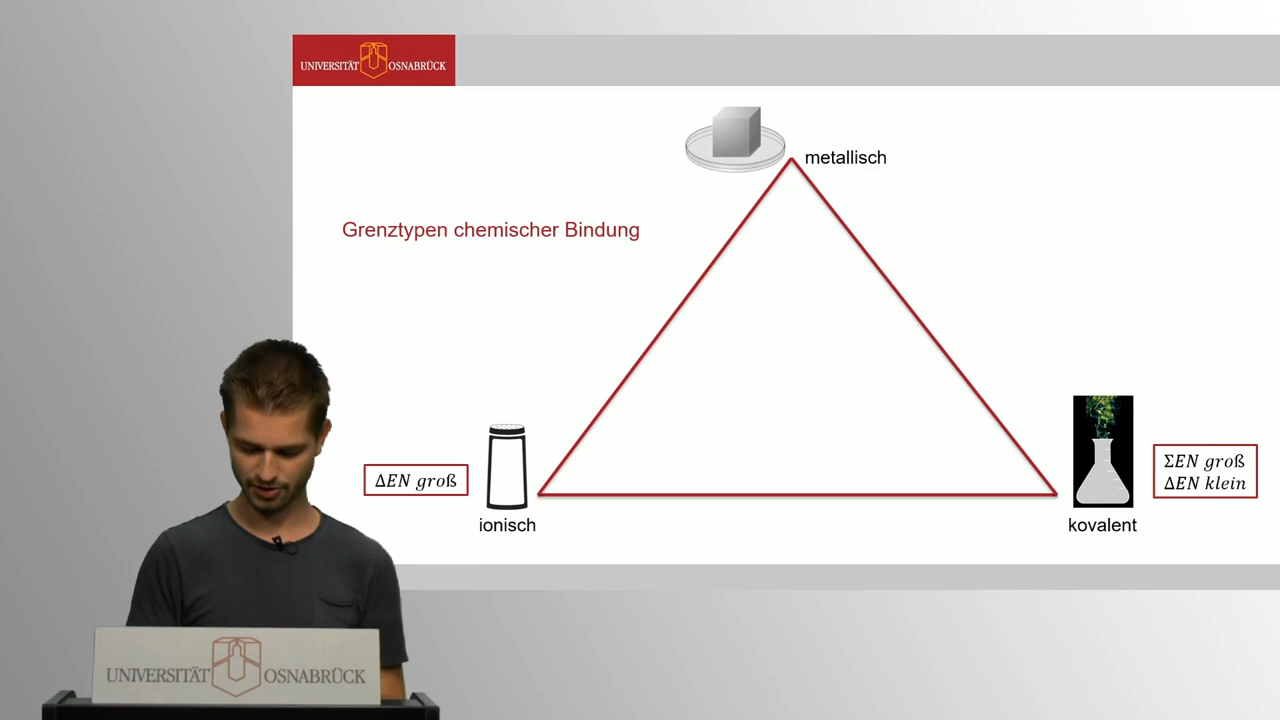 UNIVERSITÄT OSNABRÜCK
metallisch
Grenztypen chemischer Bindung
ΔEN groß
ionisch
ΣEN groß
ΔEN klein
kovalent
UNIVERSITÄT OSNABRÜCK